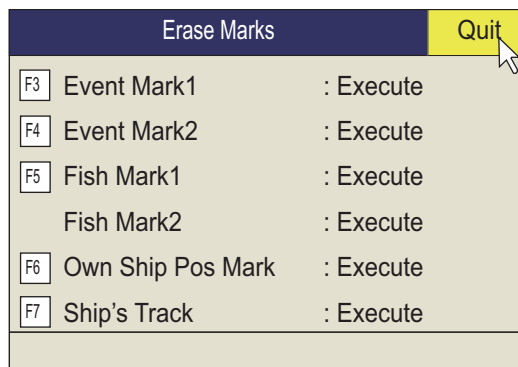 Erase Marks Quit
F3 Event Mark1 : Execute
F4 Event Mark2 : Execute
F5 Fish Mark1 : Execute
Fish Mark2 : Execute
F6 Own Ship Pos Mark : Execute
F7 Ship's Track : Execute